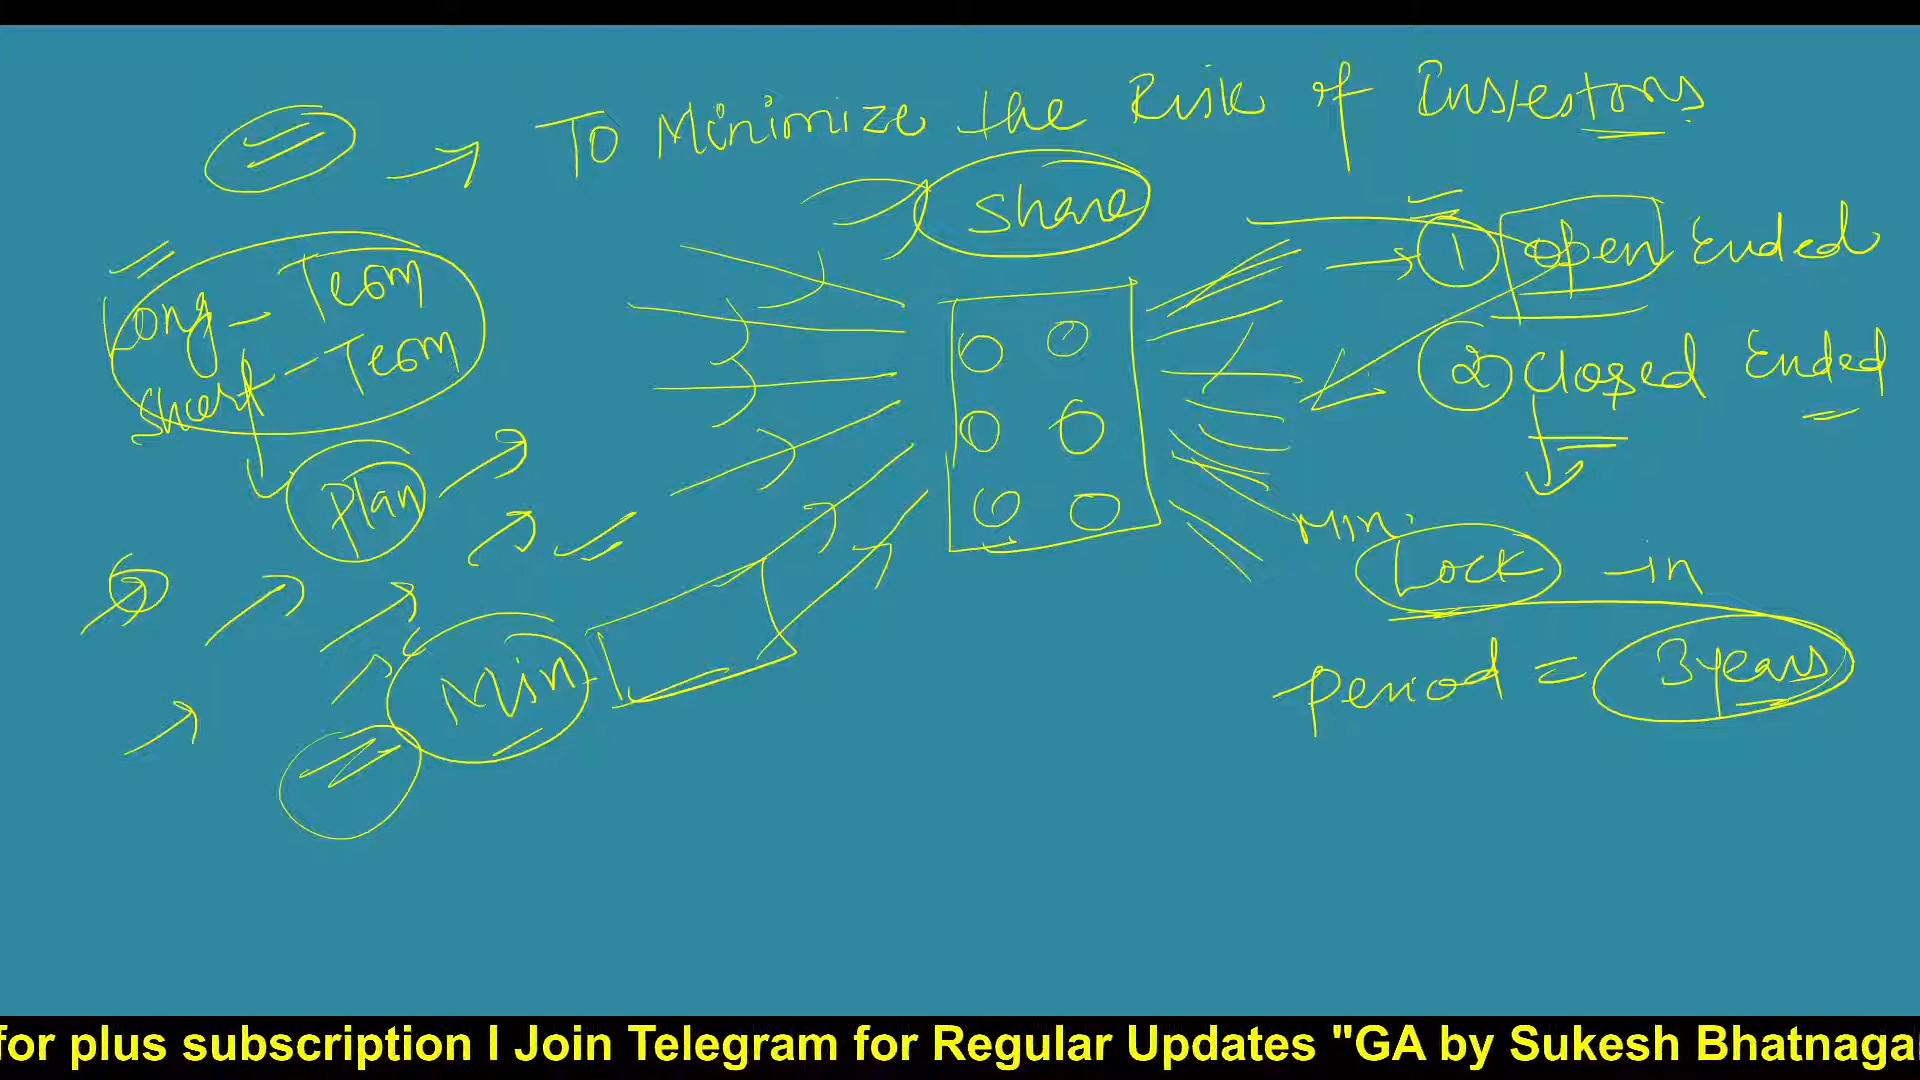 To Minimize the Risk of Investors
Share
① open Ended
② Closed Ended
Long-Term
Short-Term
Plan
Min.
Lock-in
Period = 3 years
Min
for plus subscription I Join Telegram for Regular Updates "GA by Sukesh Bhatnaga